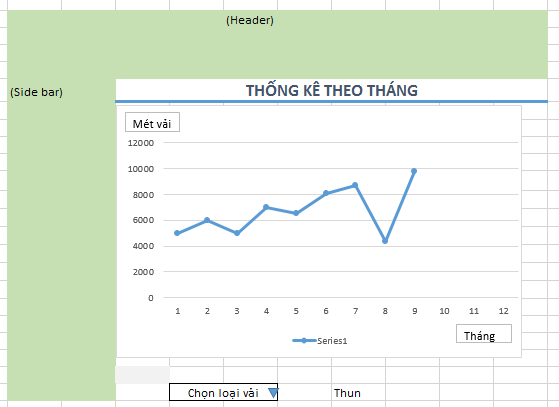 (Header)
(Side bar)
THỐNG KÊ THEO THÁNG
Mét vải
12000
10000
8000
6000
4000
2000
0
1 2 3 4 5 6 7 8 9 10 11 12
Tháng
Series1
Chọn loại vải
Thun